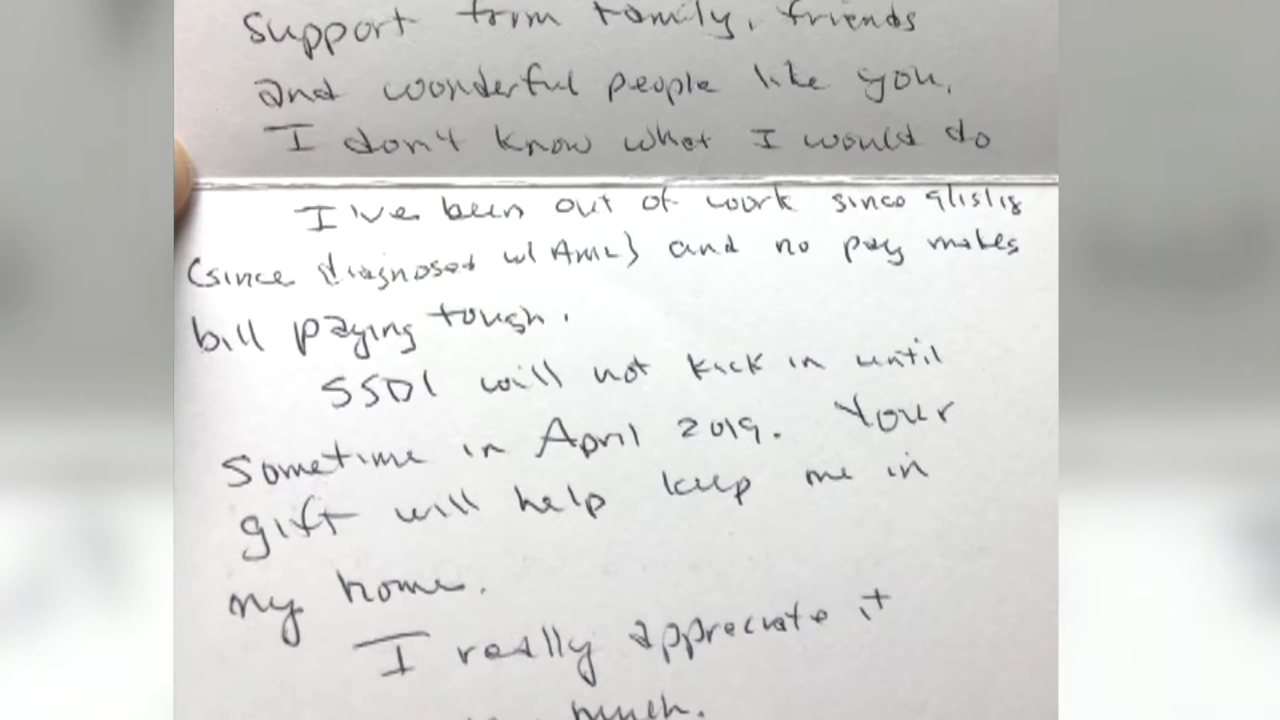 support from family, friends
and wonderful people like you,
I don't know what I would do
I've been out of work since 9/15/18
(since diagnosed w/ AML) and no pay makes
bill paying tough.
SSDI will not kick in until
sometime in April 2019. Your
gift will help keep me in
my home.
I really appreciate it
much.